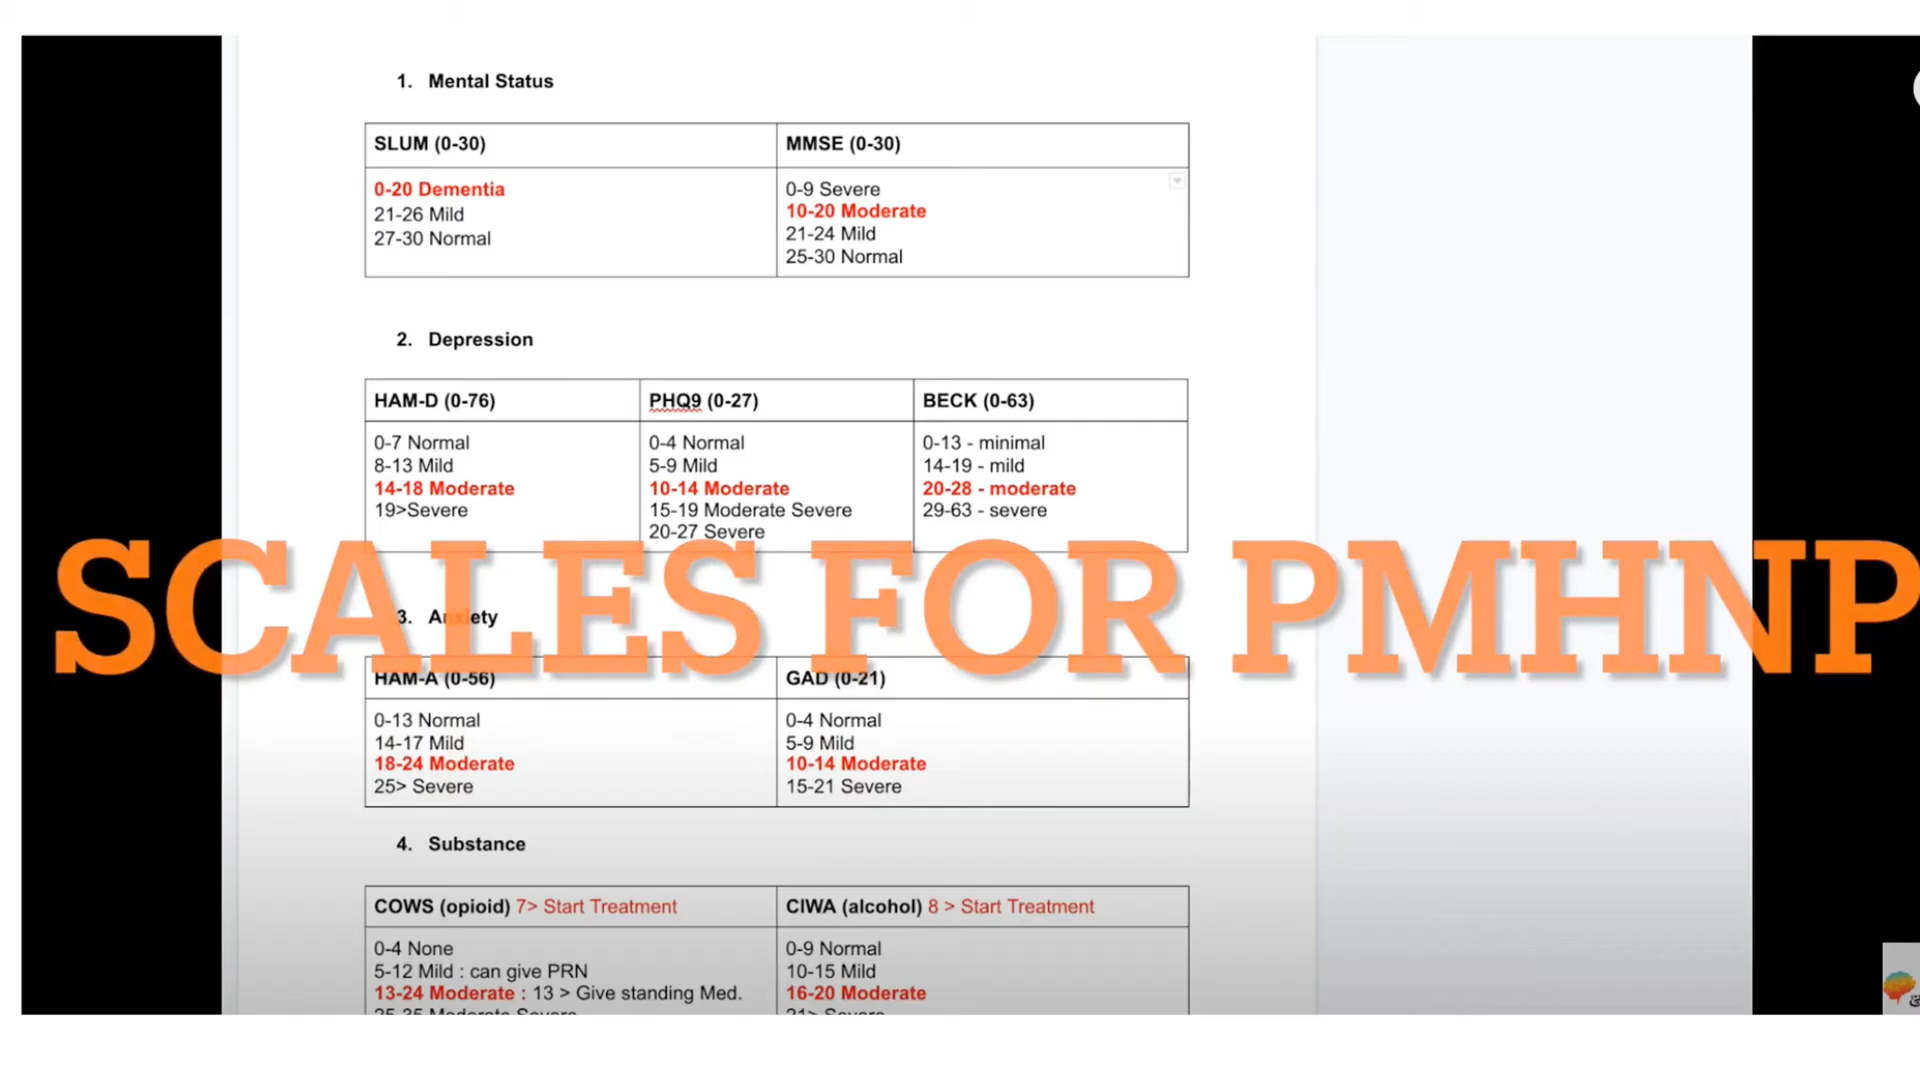 1. Mental Status
SLUM (0-30)
MMSE (0-30)
0-20 Dementia
21-26 Mild
27-30 Normal
0-9 Severe
10-20 Moderate
21-24 Mild
25-30 Normal
2. Depression
HAM-D (0-76)
PHQ9 (0-27)
BECK (0-63)
0-7 Normal
8-13 Mild
14-18 Moderate
19>Severe
0-4 Normal
5-9 Mild
10-14 Moderate
15-19 Moderate Severe
20-27 Severe
0-13 - minimal
14-19 - mild
20-28 - moderate
29-63 - severe
SCALES FOR PMHNP
3. Anxiety
HAM-A (0-56)
GAD (0-21)
0-13 Normal
14-17 Mild
18-24 Moderate
25> Severe
0-4 Normal
5-9 Mild
10-14 Moderate
15-21 Severe
4. Substance
COWS (opioid) 7> Start Treatment
CIWA (alcohol) 8 > Start Treatment
0-4 None
5-12 Mild : can give PRN
13-24 Moderate : 13 > Give standing Med.
25-35 Moderate Severe
0-9 Normal
10-15 Mild
16-20 Moderate
21> Severe
&